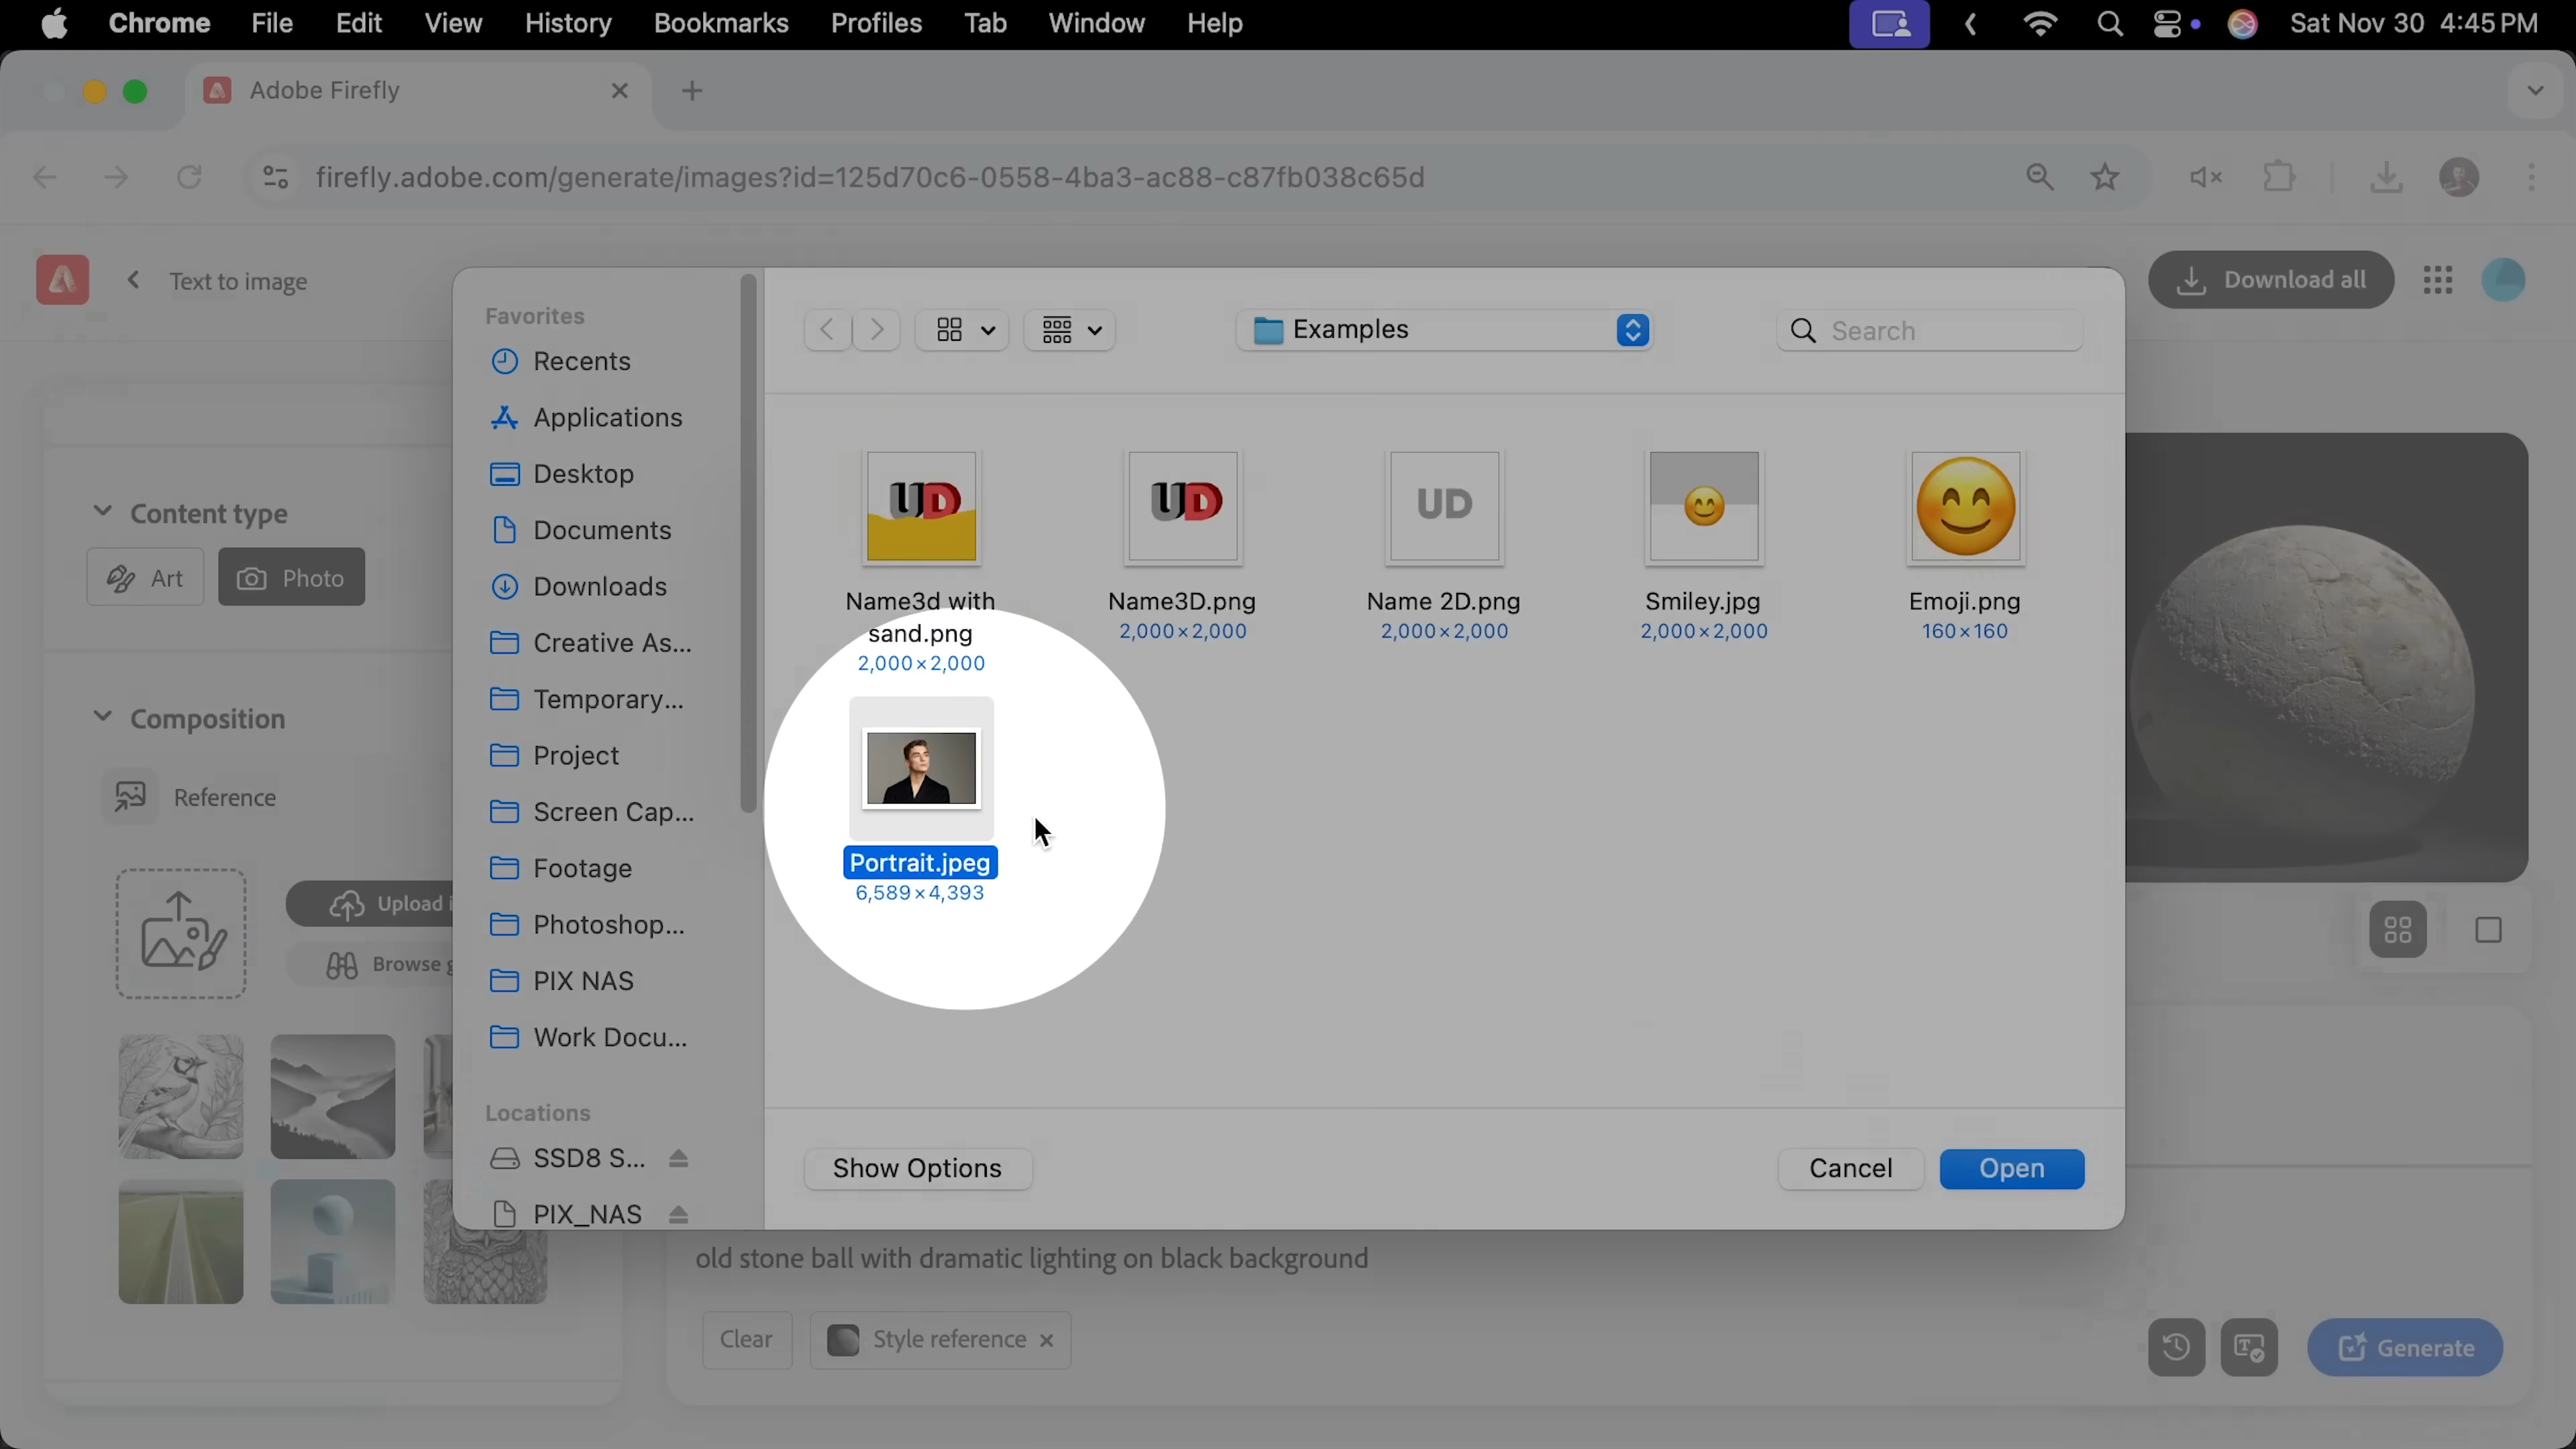 Chrome File Edit View History Bookmarks Profiles Tab Window Help Sat Nov 30 4:45 PM
Adobe Firefly
firefly.adobe.com/generate/images?id=125d70c6-0558-4ba3-ac88-c87fb038c65d
Text to image
Download all
Content type
Art Photo
Composition
Reference
Upload i
Browse g
Favorites
Recents
Applications
Desktop
Documents
Downloads
Creative As...
Temporary...
Project
Screen Cap...
Footage
Photoshop...
PIX NAS
Work Docu...
Locations
SSD8 S...
PIX_NAS
Examples
Search
UD UD UD
Name3d with
sand.png
2,000×2,000
Name3D.png
2,000×2,000
Name 2D.png
2,000×2,000
Smiley.jpg
2,000×2,000
Emoji.png
160×160
Portrait.jpeg
6,589×4,393
Show Options Cancel Open
old stone ball with dramatic lighting on black background
Clear Style reference
Generate